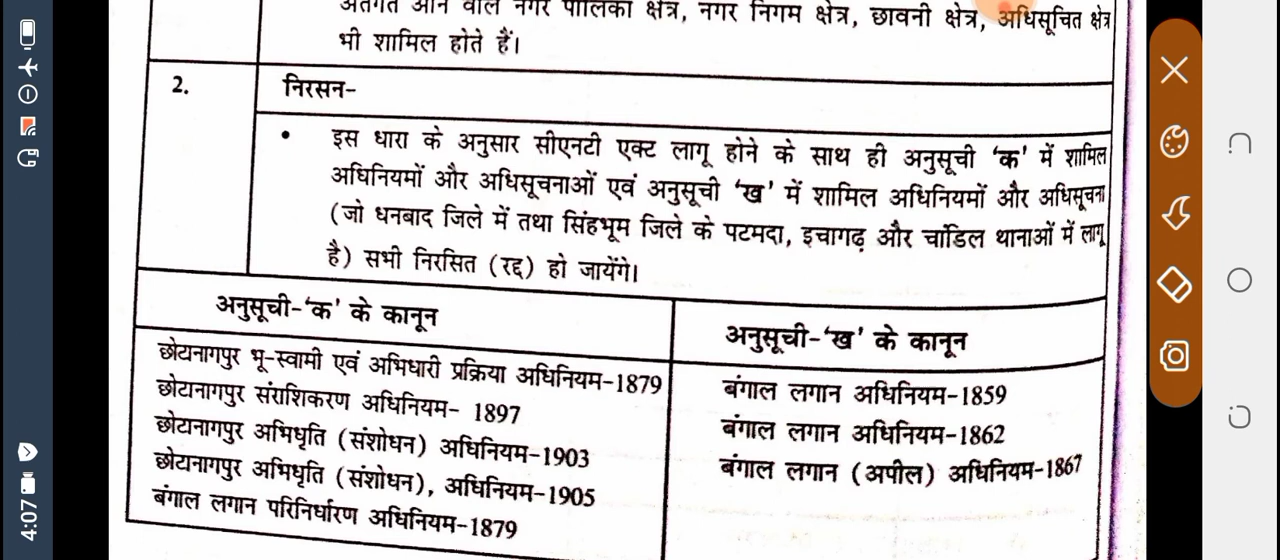 अंतर्गत आने वाले नगर पालिका क्षेत्र, नगर निगम क्षेत्र, छावनी क्षेत्र, अधिसूचित क्षेत्र
भी शामिल होते हैं।
2.
निरसन-
• इस धारा के अनुसार सीएनटी एक्ट लागू होने के साथ ही अनुसूची ‘क’ में शामिल
अधिनियमों और अधिसूचनाओं एवं अनुसूची ‘ख’ में शामिल अधिनियमों और अधिसूचना
(जो धनबाद जिले में तथा सिंहभूम जिले के पटमदा, इचागढ़ और चांडिल थानाओं में लागू
है) सभी निरसित (रद्द) हो जायेंगे।
अनुसूची-‘क’ के कानून
छोटानागपुर भू-स्वामी एवं अभिधारी प्रक्रिया अधिनियम-1879
छोटानागपुर संराशिकरण अधिनियम- 1897
छोटानागपुर अभिधृति (संशोधन) अधिनियम-1903
छोटानागपुर अभिधृति (संशोधन), अधिनियम-1905
बंगाल लगान परिनिर्धारण अधिनियम-1879
अनुसूची-‘ख’ के कानून
बंगाल लगान अधिनियम-1859
बंगाल लगान अधिनियम-1862
बंगाल लगान (अपील) अधिनियम-1867
4:07